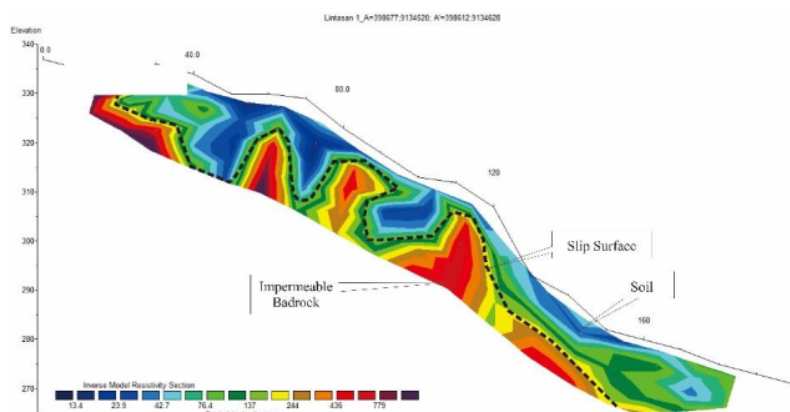 Lintasan 1_A=398677;9134520; A'=398612;9134628
Elevation
340
0.0
40.0
330
80.0
320
310
120
Slip Surface
300
Impermeable
Badrock
Soil
290
160
280
Inverse Model Resistivity Section
270
13.4 23.9 42.7 76.4 137 244 436 779